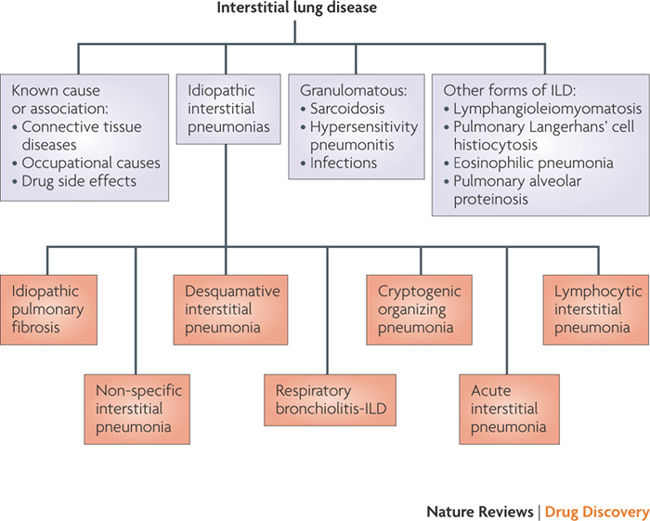 Interstitial lung disease
Known cause
or association:
• Connective tissue
diseases
• Occupational causes
• Drug side effects
Idiopathic
interstitial
pneumonias
Granulomatous:
• Sarcoidosis
• Hypersensitivity
pneumonitis
• Infections
Other forms of ILD:
• Lymphangioleiomyomatosis
• Pulmonary Langerhans' cell
histiocytosis
• Eosinophilic pneumonia
• Pulmonary alveolar
proteinosis
Idiopathic
pulmonary
fibrosis
Desquamative
interstitial
pneumonia
Cryptogenic
organizing
pneumonia
Lymphocytic
interstitial
pneumonia
Non-specific
interstitial
pneumonia
Respiratory
bronchiolitis-ILD
Acute
interstitial
pneumonia
Nature Reviews | Drug Discovery